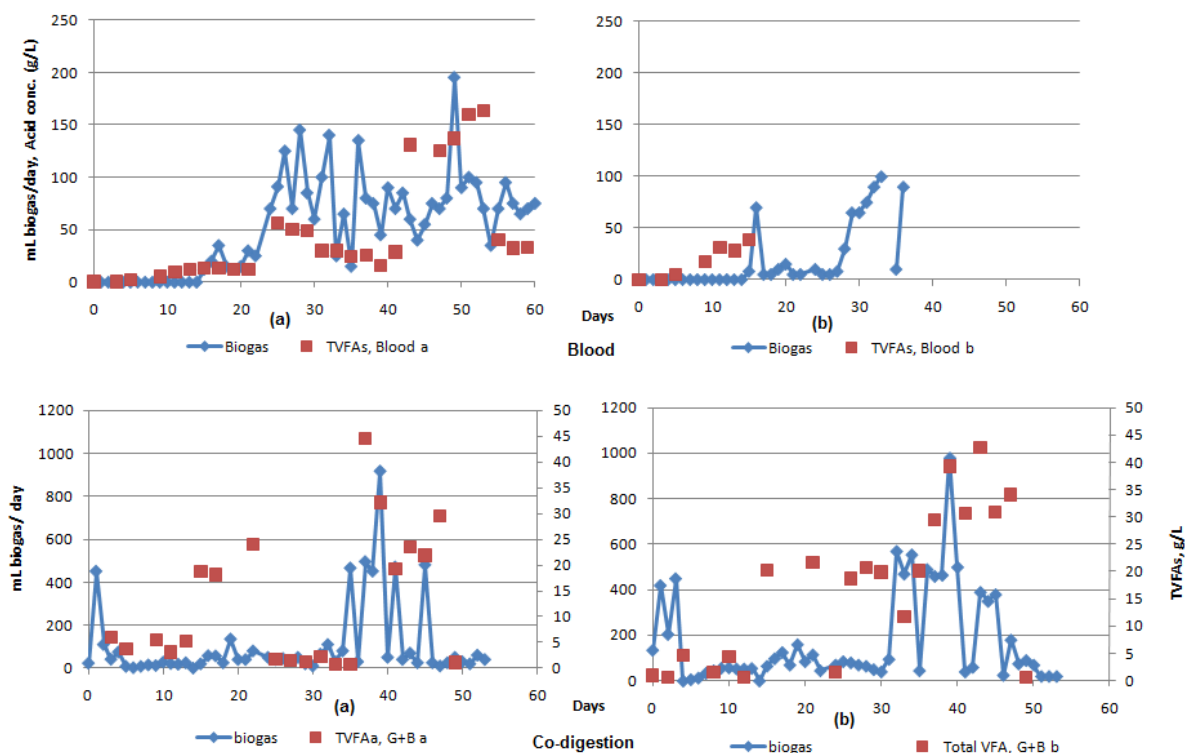 mL biogas/day, Acid conc. (g/L)
250
200
150
100
50
0
0 10 20 30 40 50 60
(a)
Biogas TVFAs, Blood a
250
200
150
100
50
0
0 10 20 30 40 50 60
(b)
Biogas TVFAs, Blood b
Days
Blood
mL biogas/ day
1200
1000
800
600
400
200
0
50
45
40
35
30
25
20
15
10
5
0
0 10 20 30 40 50 60
(a)
biogas TVFAa, G+B a
1200
1000
800
600
400
200
0
50
45
40
35
30
25
20
15
10
5
0
TVFAs, g/L
0 10 20 30 40 50 60
(b)
biogas Total VFA, G+B b
Days
Co-digestion